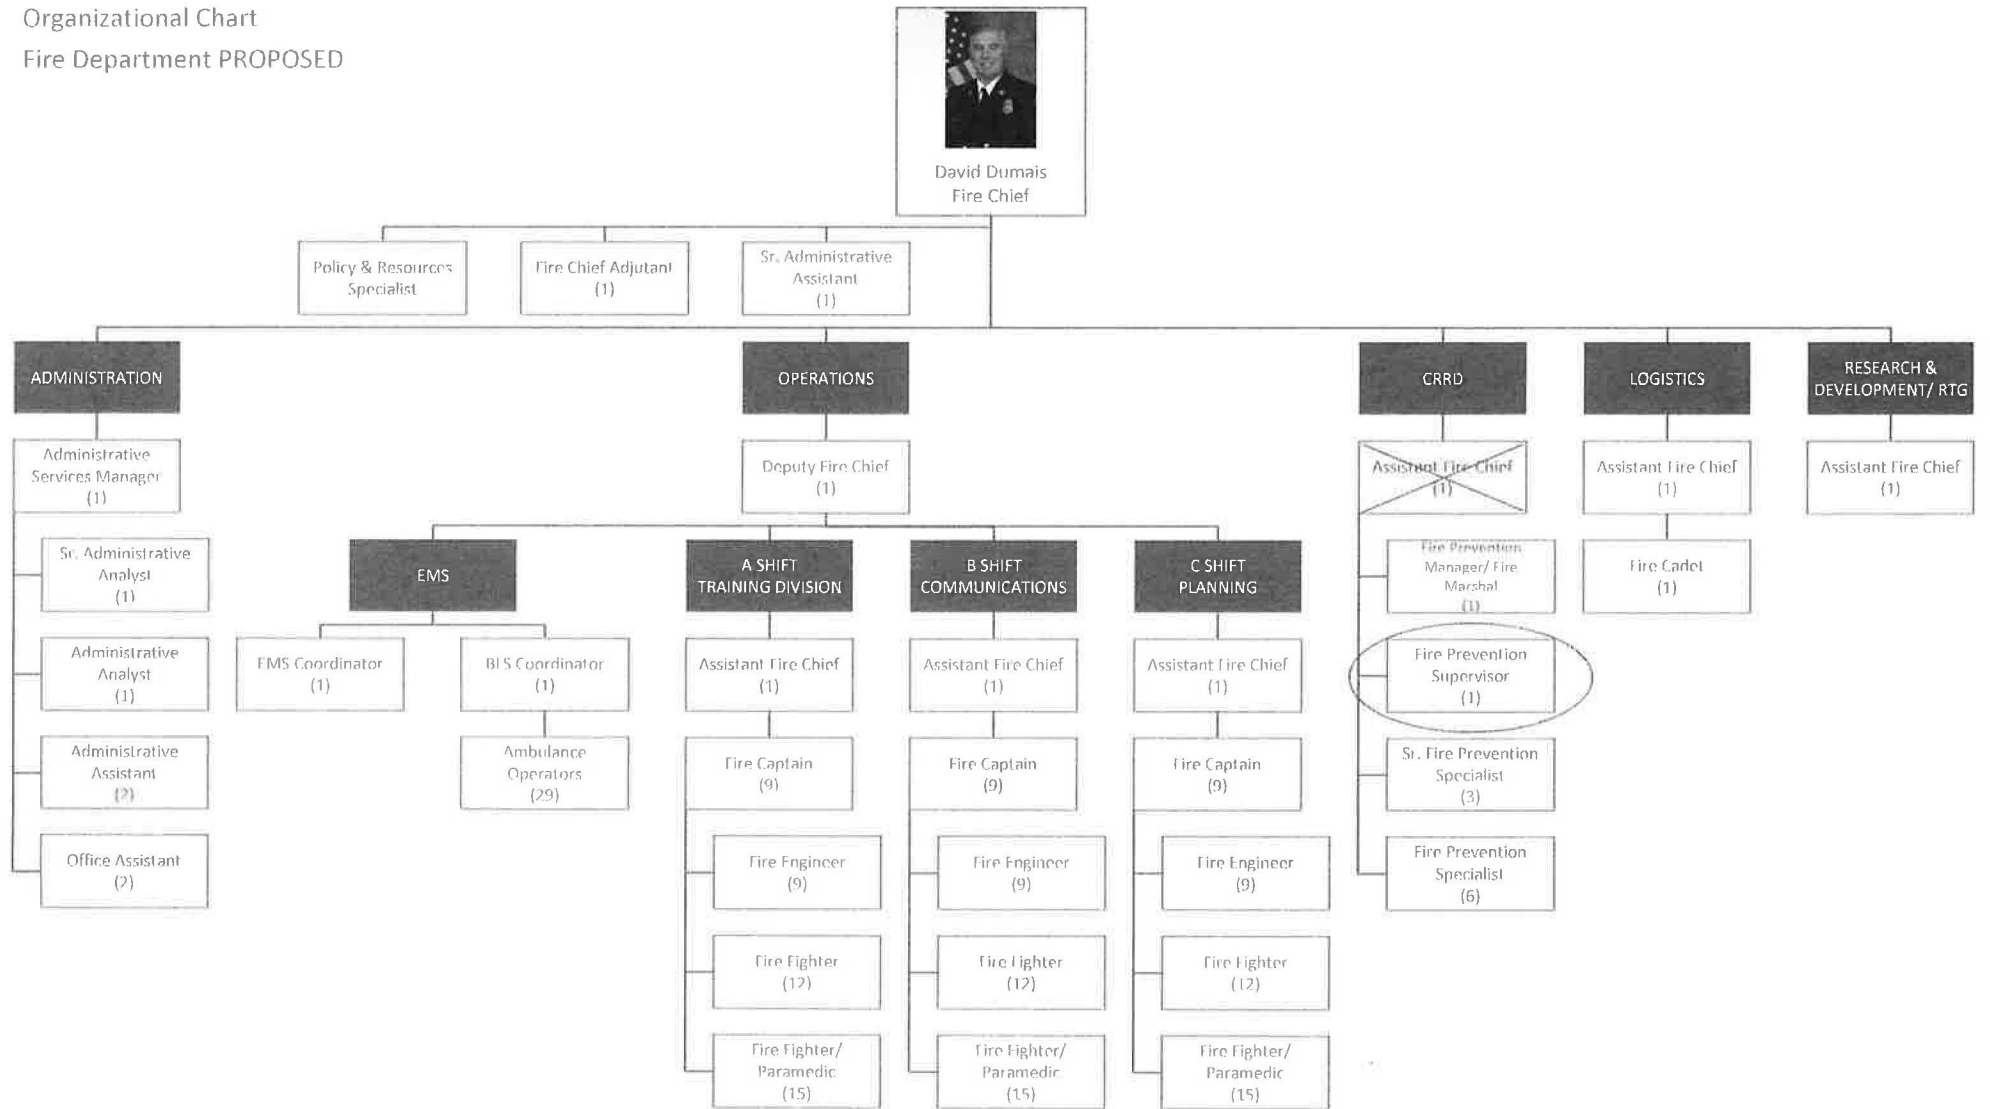 Organizational Chart
Fire Department PROPOSED
David Dumais
Fire Chief
Policy & Resources
Specialist
Fire Chief Adjutant
(1)
Sr. Administrative
Assistant
(1)
ADMINISTRATION
OPERATIONS
CRRD
LOGISTICS
RESEARCH &
DEVELOPMENT/ RTG
Administrative
Services Manager
(1)
Deputy Fire Chief
(1)
Assistant Fire Chief
(1)
Assistant Fire Chief
(1)
Assistant Fire Chief
(1)
Sr. Administrative
Analyst
(1)
Administrative
Analyst
(1)
Administrative
Assistant
(2)
Office Assistant
(2)
EMS
A SHIFT
TRAINING DIVISION
B SHIFT
COMMUNICATIONS
C SHIFT
PLANNING
EMS Coordinator
(1)
BLS Coordinator
(1)
Ambulance
Operators
(29)
Assistant Fire Chief
(1)
Fire Captain
(9)
Fire Engineer
(9)
Fire Fighter
(12)
Fire Fighter/
Paramedic
(15)
Assistant Fire Chief
(1)
Fire Captain
(9)
Fire Engineer
(9)
Fire Fighter
(12)
Fire Fighter/
Paramedic
(15)
Assistant Fire Chief
(1)
Fire Captain
(9)
Fire Engineer
(9)
Fire Fighter
(12)
Fire Fighter/
Paramedic
(15)
Fire Prevention
Manager/ Fire
Marshal
(1)
Fire Prevention
Supervisor
(1)
Sr. Fire Prevention
Specialist
(3)
Fire Prevention
Specialist
(6)
Fire Cadet
(1)